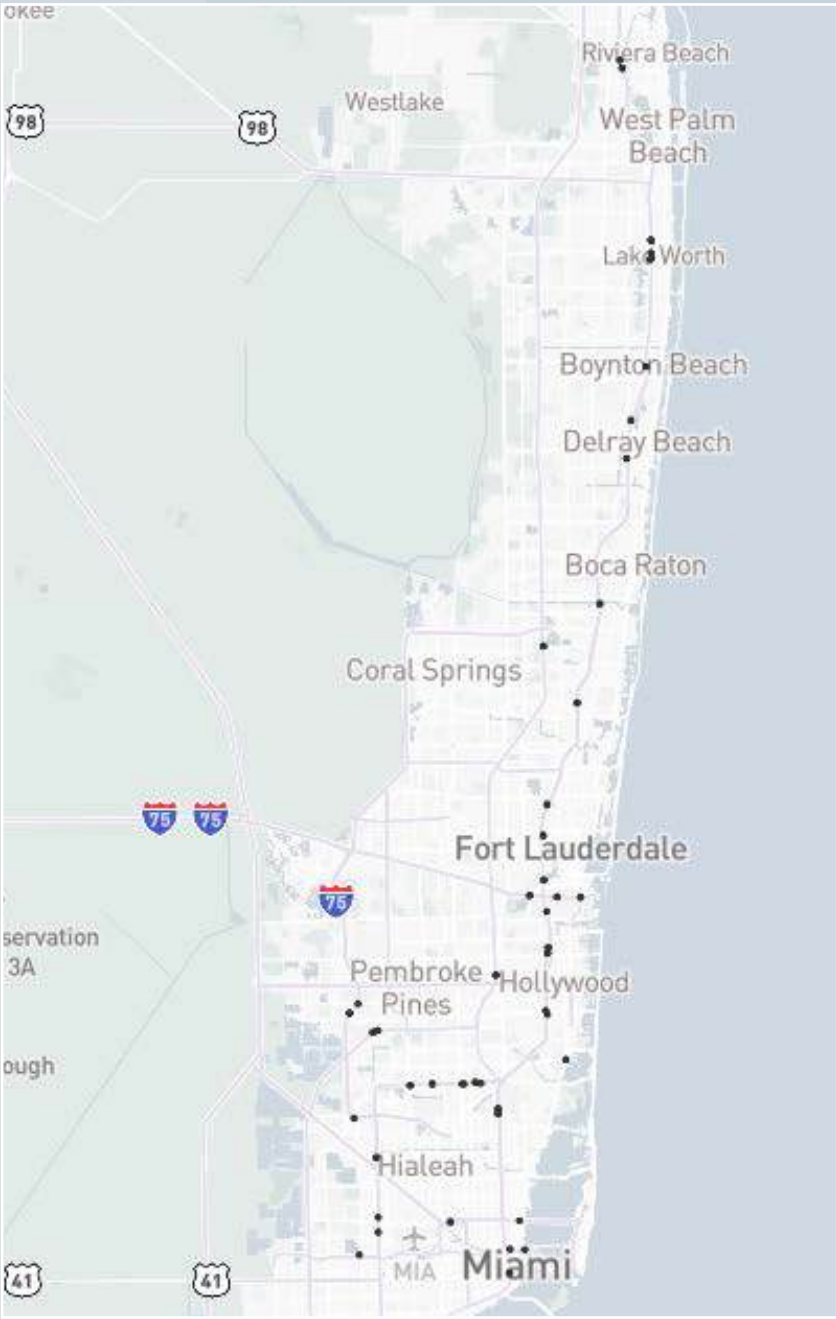 okee
Riviera Beach
Westlake
98
98
West Palm
Beach
Lake Worth
Boynton Beach
Delray Beach
Boca Raton
Coral Springs
75
75
Fort Lauderdale
75
servation
3A
Pembroke
Pines
Hollywood
ough
Hialeah
MIA
Miami
41
41